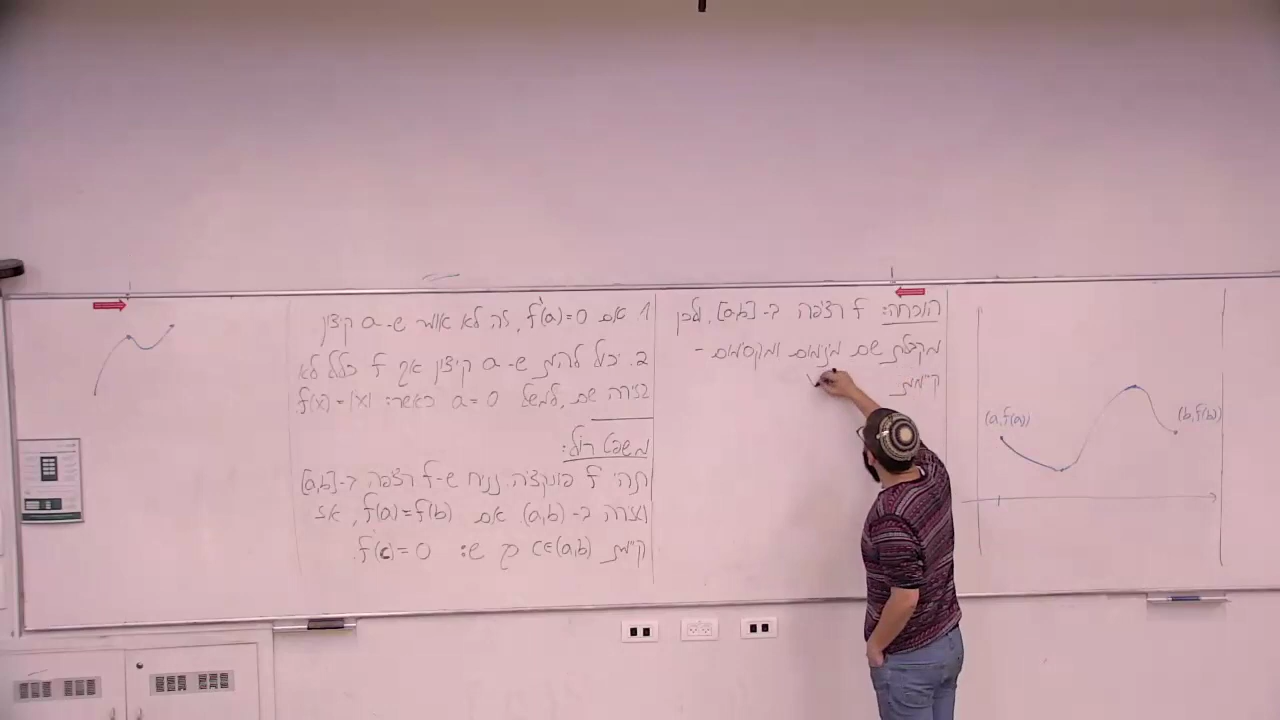 1. אם f'(a)=0, זה לא אומר ש-a קיצון
2. יכול להיות ש-a קיצון אך f כלל לא
גזירה שם, למשל a=0 כאשר: f(x)=|x|.
משפט רול:
תהי f פונקציה. נניח ש-f רציפה ב-[a,b]
וגזירה ב-(a,b). אם f(a)=f(b), אז
קיימת c∈(a,b) כך ש: f'(c)=0.
הוכחה: f רציפה ב-[a,b], ולכן
מקבלת שם מינימום ומקסימום -
קיימות
(a,f(a))
(b,f(b))